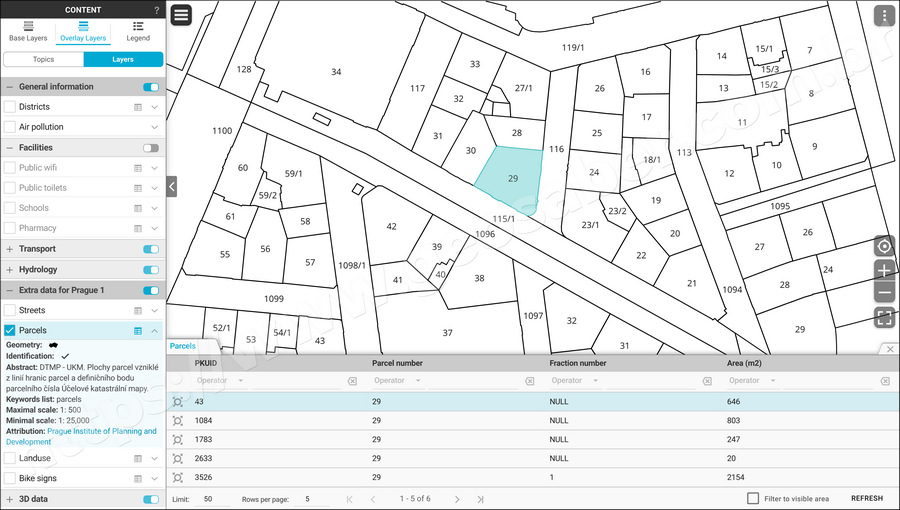 CONTENT ?
Base Layers Overlay Layers Legend
Topics Layers
General information
Districts
Air pollution
Facilities
Public wifi
Public toilets
Schools
Pharmacy
Transport
Hydrology
Extra data for Prague 1
Streets
Parcels
Geometry:
Identification:
Abstract: DTMP - UKM. Plochy parcel vzniklé
z linií hranic parcel a definičního bodu
parcelního čísla Účelové katastrální mapy.
Keywords list: parcels
Maximal scale: 1: 500
Minimal scale: 1: 25,000
Attribution: Prague Institute of Planning and
Development
Landuse
Bike signs
3D data
119/1
15/1
7
14
33
34
128
16
15/3
15/2
117
27/1
26
13
8
32
17
11
1100
31
28
25
9
30
116
18/1
113
60
59/1
24
12
10
29
59/2
19
61
58
115/1
23/2
1095
42
23/1
20
1096
27
26
56
39
55
57
1098/1
22
24
40
41
38
28
21
1094
1099
1097
32
29
52/1
53
54/1
43
37
31
Parcels
PKUID Parcel number Fraction number Area (m2)
Operator Operator Operator Operator
43 29 NULL 646
1084 29 NULL 803
1783 29 NULL 247
2633 29 NULL 20
3526 29 1 2154
Limit: 50 Rows per page: 5 1 - 5 of 6 Filter to visible area REFRESH